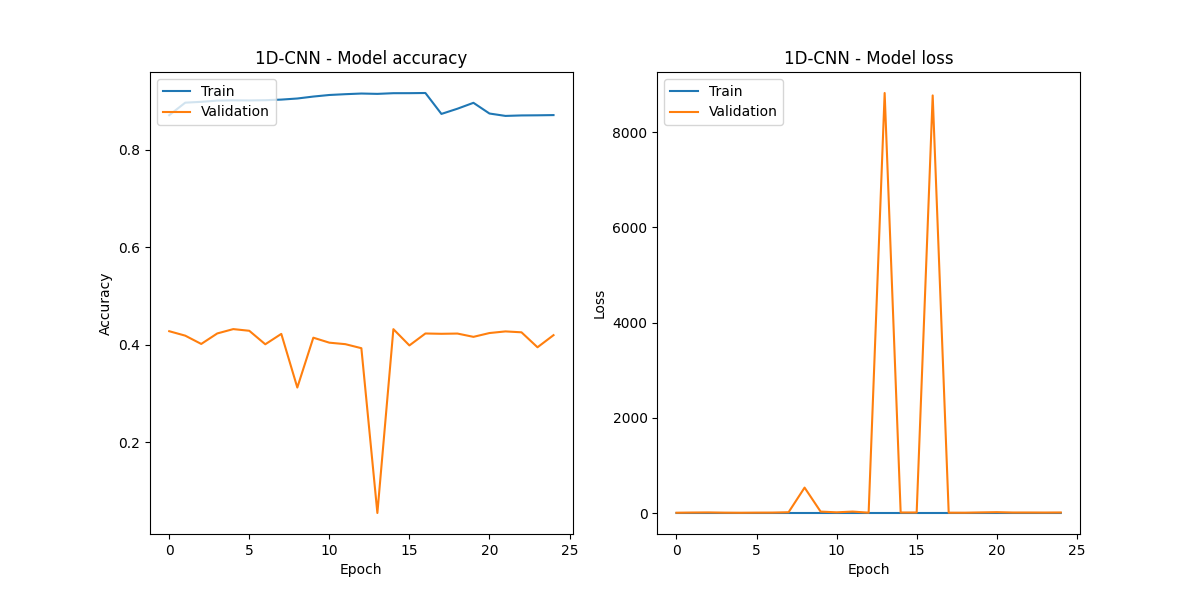 1D-CNN - Model accuracy
Train
Validation
0.8
0.6
0.4
0.2
Accuracy
0
5
10
15
20
25
Epoch
1D-CNN - Model loss
Train
Validation
8000
6000
4000
2000
0
Loss
0
5
10
15
20
25
Epoch